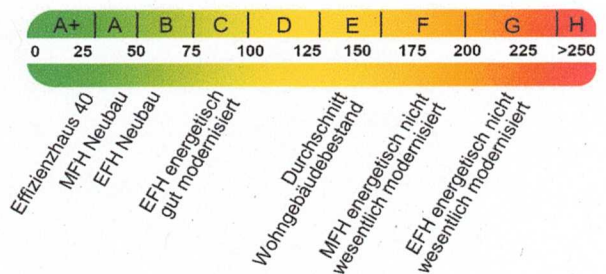 A+ A B C D E F G H
0 25 50 75 100 125 150 175 200 225 >250
Effizienzhaus 40
MFH Neubau
EFH Neubau
EFH energetisch
gut modernisiert
Durchschnitt
Wohngebäudebestand
MFH energetisch nicht
wesentlich modernisiert
EFH energetisch nicht
wesentlich modernisiert